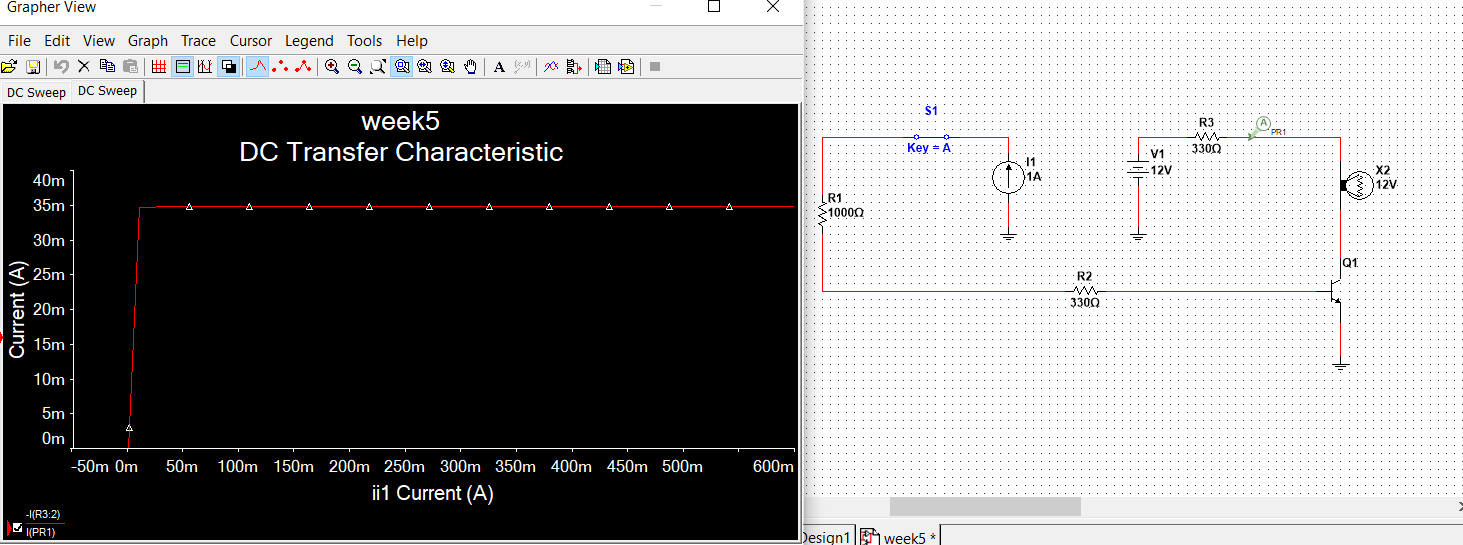 Grapher View
File Edit View Graph Trace Cursor Legend Tools Help
DC Sweep DC Sweep
week5
DC Transfer Characteristic
40m
35m
30m
25m
20m
15m
10m
5m
0m
Current (A)
-50m 0m 50m 100m 150m 200m 250m 300m 350m 400m 450m 500m 600m
ii1 Current (A)
-I(R3:2)
I(PR1)
S1
Key = A
I1
1A
R1
1000Ω
V1
12V
R3
330Ω
A
PR1
X2
12V
R2
330Ω
Q1
Design1 week5 *